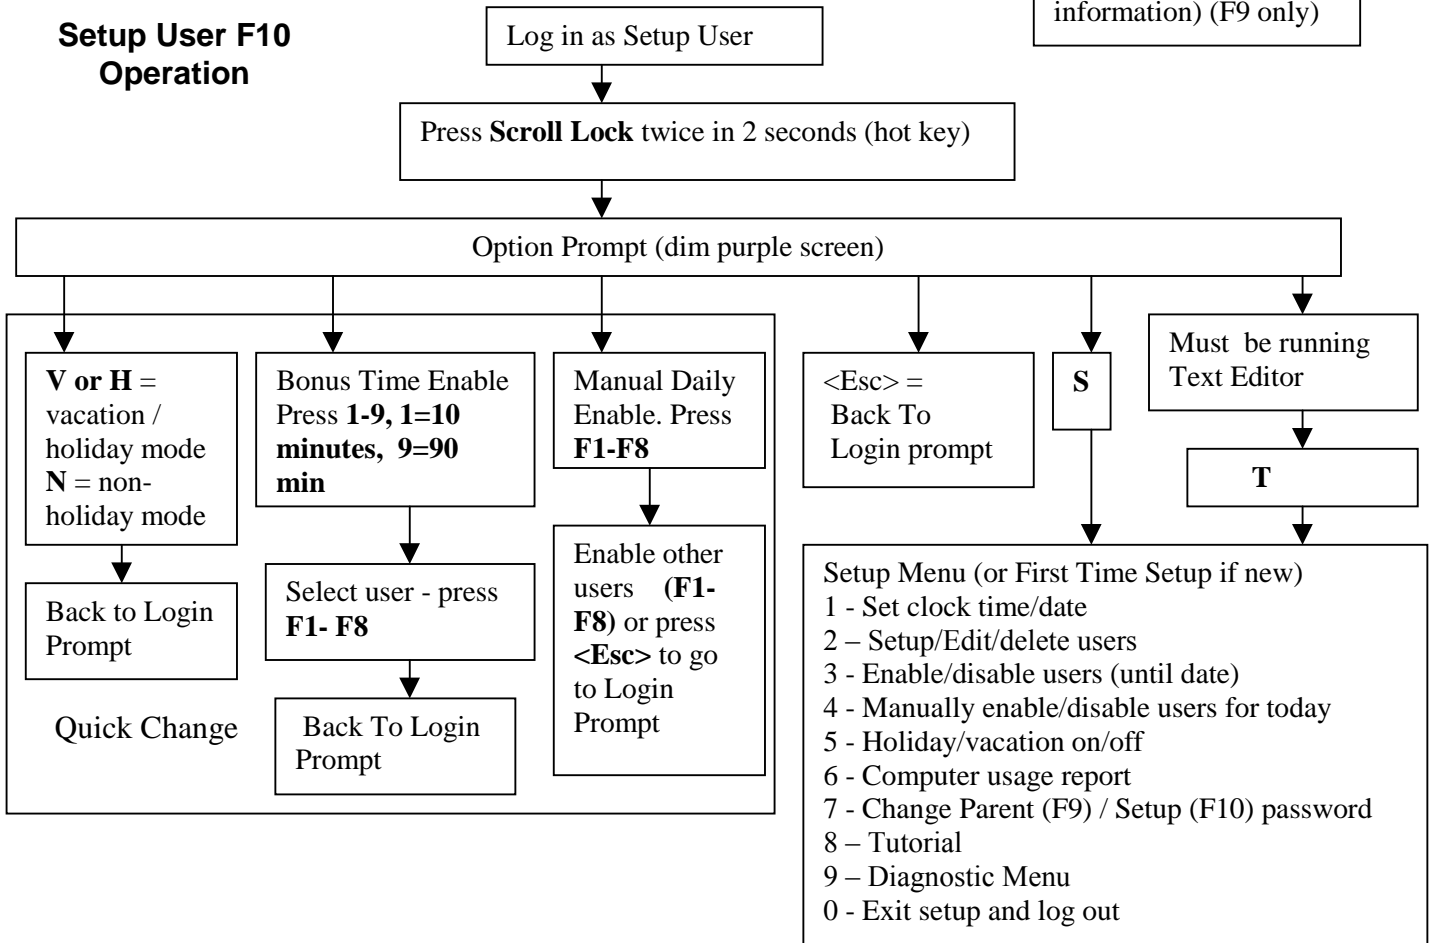 information) (F9 only)
Setup User F10
Operation
Log in as Setup User
Press Scroll Lock twice in 2 seconds (hot key)
Option Prompt (dim purple screen)
V or H =
vacation /
holiday mode
N = non-
holiday mode
Back to Login
Prompt
Quick Change
Bonus Time Enable
Press 1-9, 1=10
minutes, 9=90
min
Select user - press
F1- F8
Back To Login
Prompt
Manual Daily
Enable. Press
F1-F8
Enable other
users (F1-
F8) or press
<Esc> to go
to Login
Prompt
<Esc> =
Back To
Login prompt
S
Must be running
Text Editor
T
Setup Menu (or First Time Setup if new)
1 - Set clock time/date
2 – Setup/Edit/delete users
3 - Enable/disable users (until date)
4 - Manually enable/disable users for today
5 - Holiday/vacation on/off
6 - Computer usage report
7 - Change Parent (F9) / Setup (F10) password
8 – Tutorial
9 – Diagnostic Menu
0 - Exit setup and log out